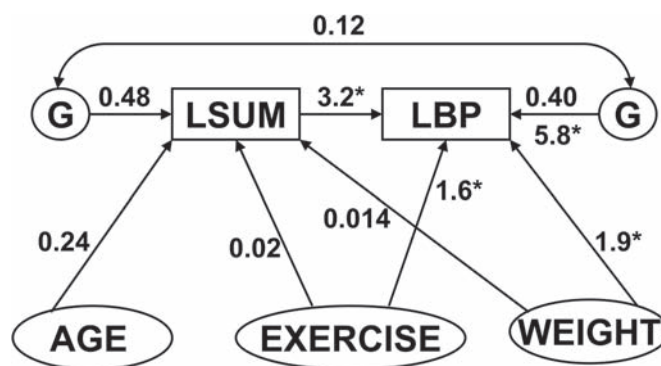 0.12
G 0.48 LSUM 3.2* LBP 0.40 G
5.8*
0.24 0.02 0.014 1.6* 1.9*
AGE EXERCISE WEIGHT